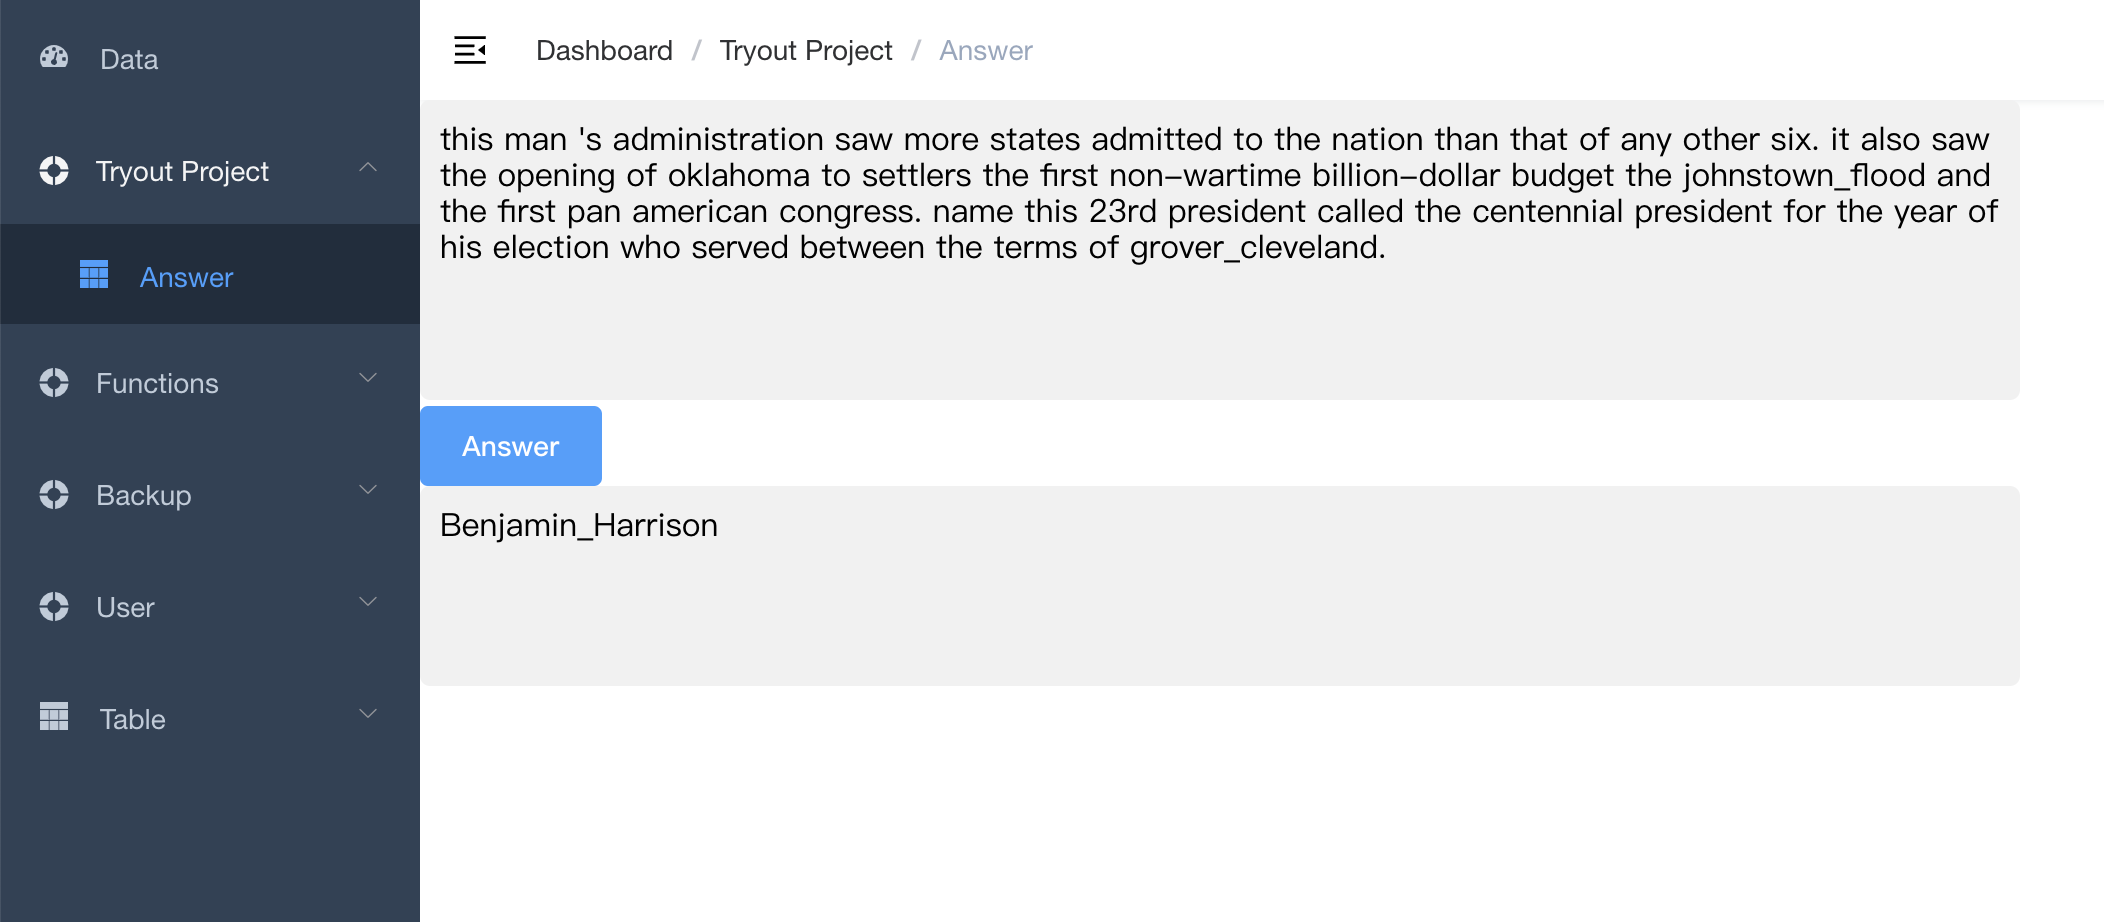 Data
Tryout Project
Answer
Functions
Backup
User
Table
Dashboard / Tryout Project / Answer
this man 's administration saw more states admitted to the nation than that of any other six. it also saw
the opening of oklahoma to settlers the first non-wartime billion-dollar budget the johnstown_flood and
the first pan american congress. name this 23rd president called the centennial president for the year of
his election who served between the terms of grover_cleveland.
Answer
Benjamin_Harrison